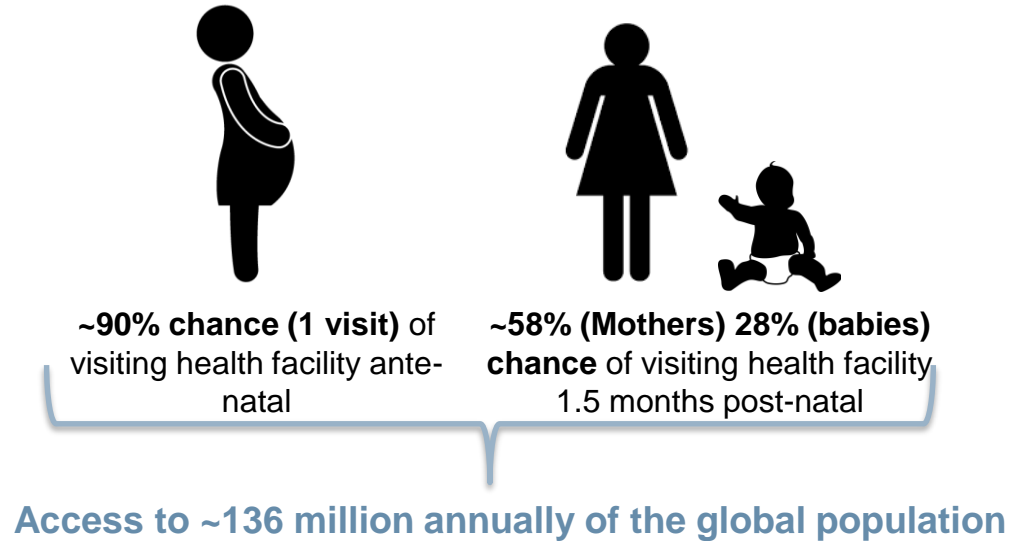 ~90% chance (1 visit) of
visiting health facility ante-
natal
~58% (Mothers) 28% (babies)
chance of visiting health facility
1.5 months post-natal
Access to ~136 million annually of the global population